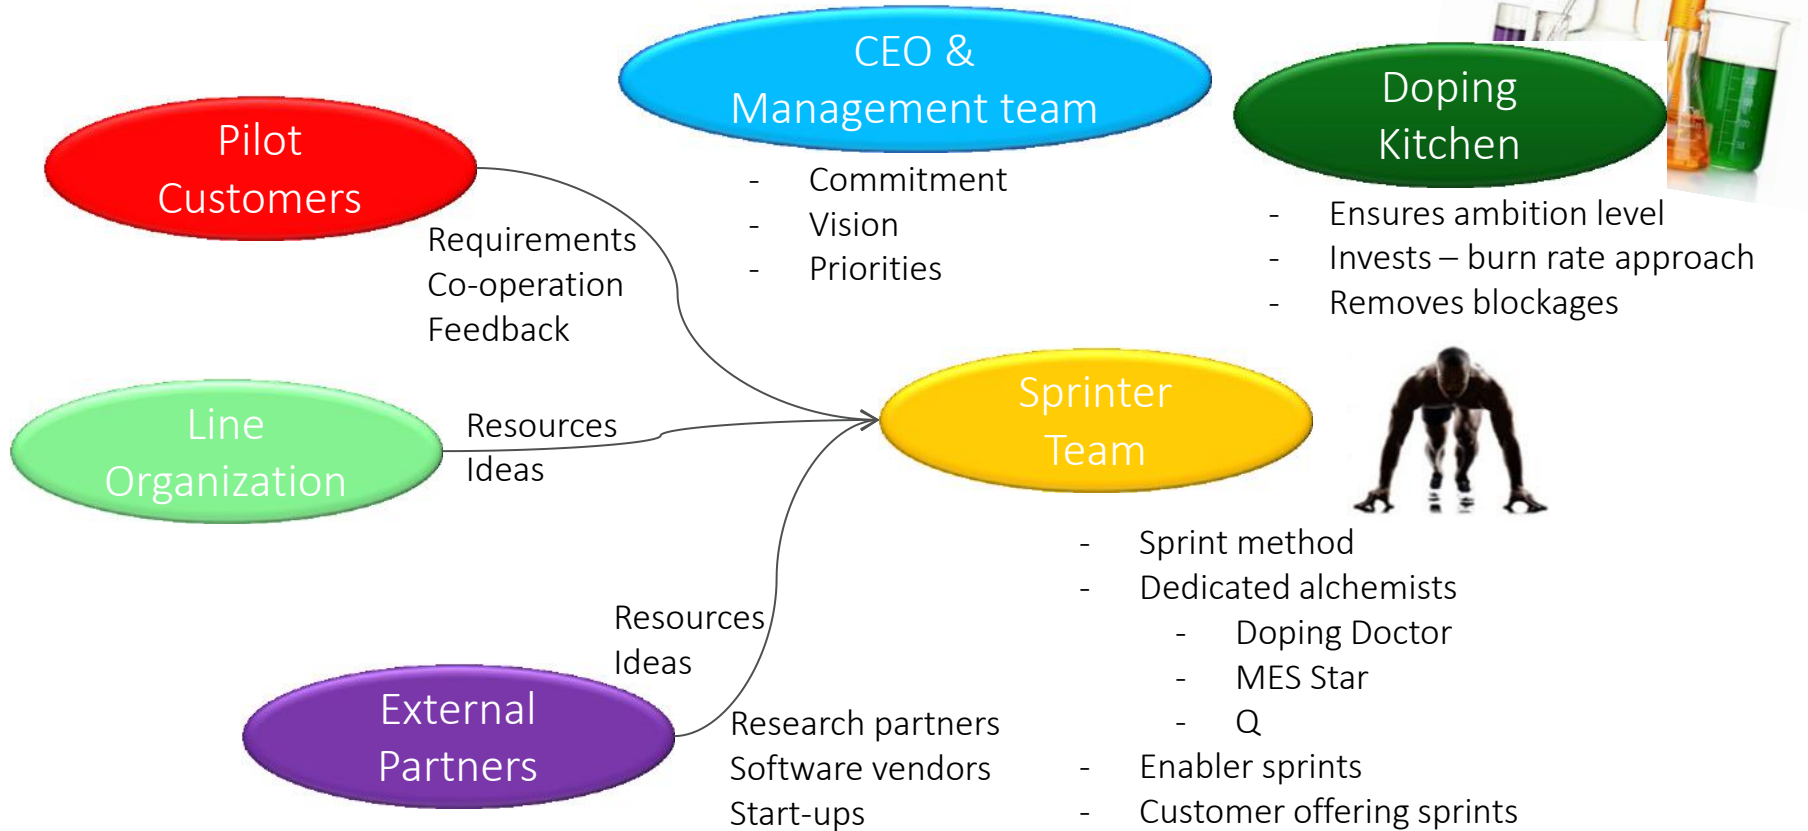 CEO &
Management team
- Commitment
- Vision
- Priorities
Doping
Kitchen
- Ensures ambition level
- Invests – burn rate approach
- Removes blockages
Pilot
Customers
Requirements
Co-operation
Feedback
Line
Organization
Resources
Ideas
Sprinter
Team
- Sprint method
- Dedicated alchemists
- Doping Doctor
- MES Star
- Q
- Enabler sprints
- Customer offering sprints
Resources
Ideas
External
Partners
Research partners
Software vendors
Start-ups